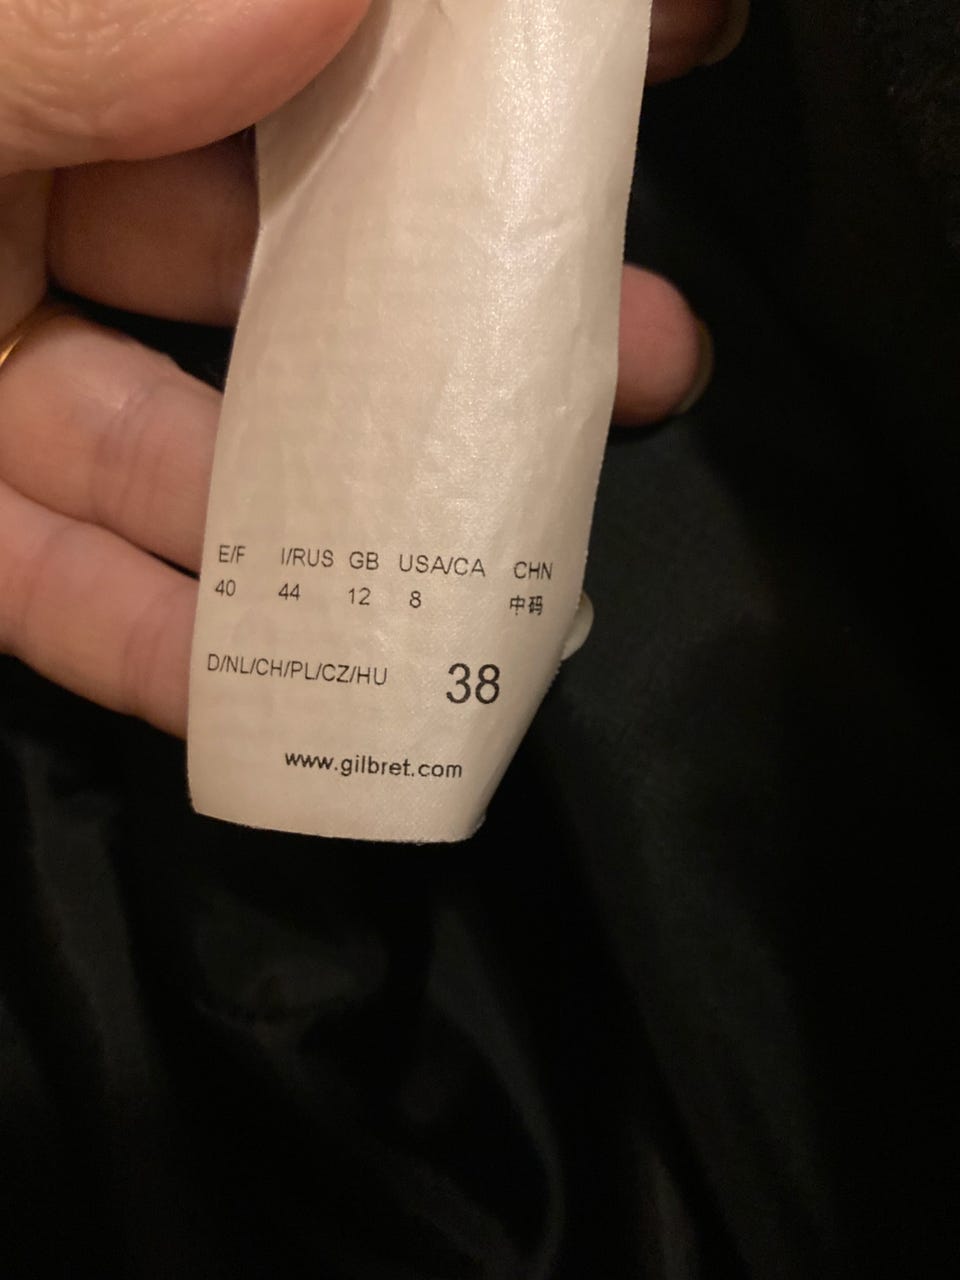 E/F I/RUS GB USA/CA CHN
40 44 12 8 中码
D/NL/CH/PL/CZ/HU 38
www.gilbret.com